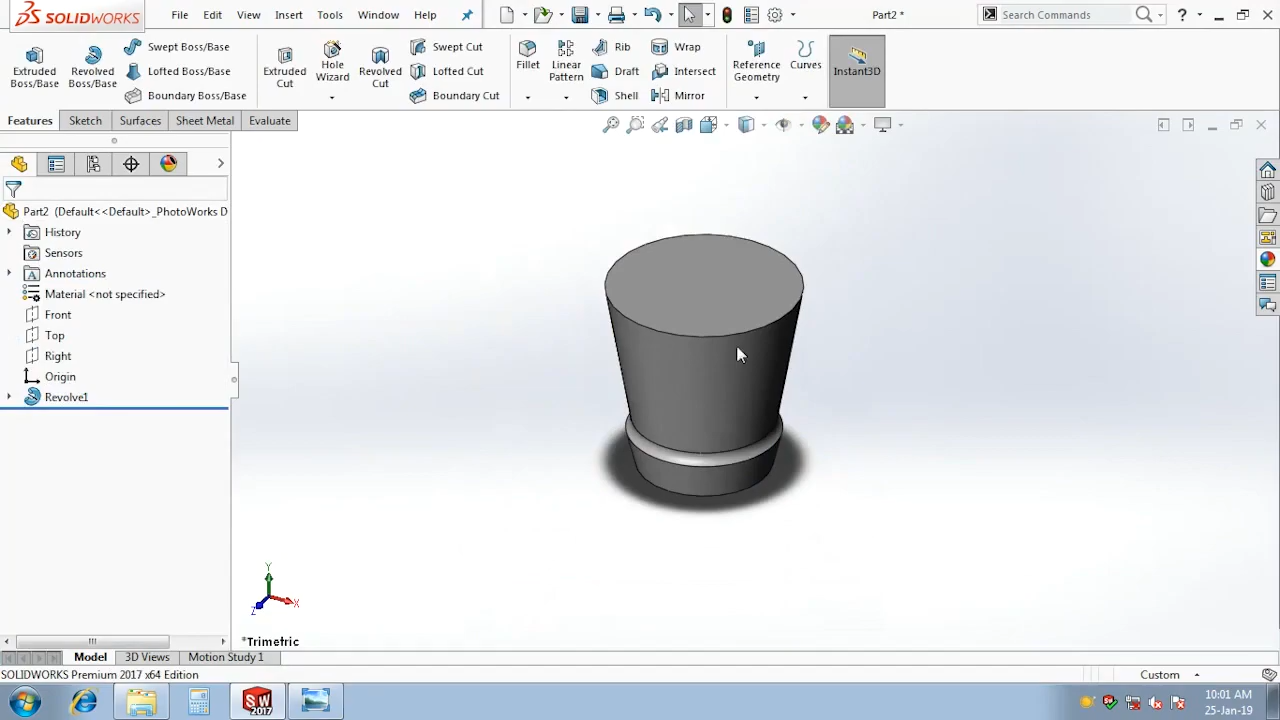 SOLIDWORKS File Edit View Insert Tools Window Help Part2 * Search Commands ?
Extruded Boss/Base
Revolved Boss/Base
Swept Boss/Base
Lofted Boss/Base
Boundary Boss/Base
Extruded Cut
Hole Wizard
Revolved Cut
Swept Cut
Lofted Cut
Boundary Cut
Fillet
Linear Pattern
Rib
Draft
Shell
Wrap
Intersect
Mirror
Reference Geometry
Curves
Instant3D
Features Sketch Surfaces Sheet Metal Evaluate
Part2 (Default<<Default>_PhotoWorks D
History
Sensors
Annotations
Material <not specified>
Front
Top
Right
Origin
Revolve1
Y
Z X
*Trimetric
Model 3D Views Motion Study 1
SOLIDWORKS Premium 2017 x64 Edition Custom
SW 2017
10:01 AM
25-Jan-19